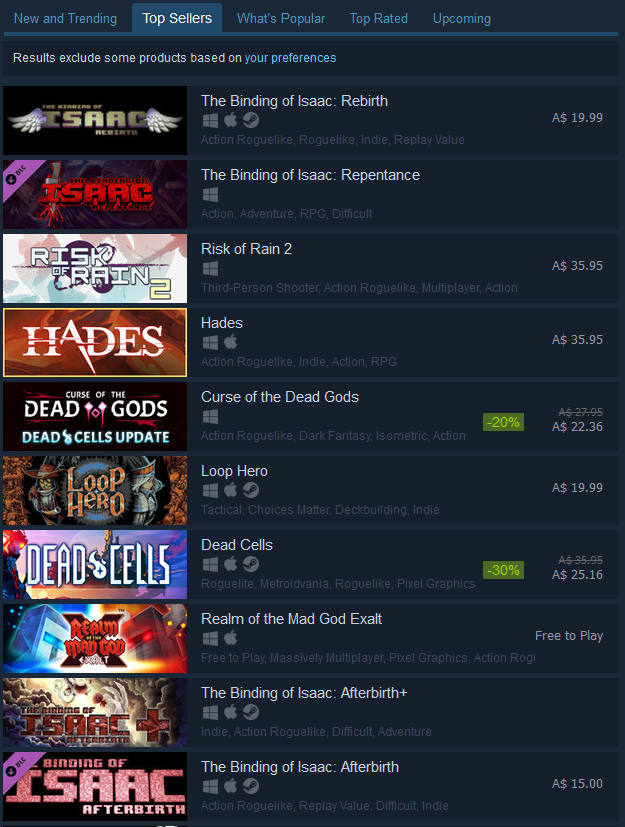 New and Trending
Top Sellers
What's Popular
Top Rated
Upcoming
Results exclude some products based on your preferences
THE BINDING OF
ISAAC
REBIRTH
The Binding of Isaac: Rebirth
A$ 19.99
Action Roguelike, Roguelike, Indie, Replay Value
DLC
THE BINDING OF
ISAAC
REPENTANCE
The Binding of Isaac: Repentance
Action, Adventure, RPG, Difficult
RISK
OF
RAIN
2
Risk of Rain 2
A$ 35.95
Third-Person Shooter, Action Roguelike, Multiplayer, Action
HADES
Hades
A$ 35.95
Action Roguelike, Indie, Action, RPG
CURSE OF THE
DEAD GODS
DEAD CELLS UPDATE
Curse of the Dead Gods
-20%
A$ 27.95
A$ 22.36
Action Roguelike, Dark Fantasy, Isometric, Action
LOOP
HERO
Loop Hero
A$ 19.99
Tactical, Choices Matter, Deckbuilding, Indie
DEAD CELLS
Dead Cells
-30%
A$ 35.95
A$ 25.16
Roguelite, Metroidvania, Roguelike, Pixel Graphics
REALM
OF THE
MAD GOD
EXALT
Realm of the Mad God Exalt
Free to Play
Free to Play, Massively Multiplayer, Pixel Graphics, Action Rogu
THE BINDING OF
ISAAC
AFTERBIRTH
The Binding of Isaac: Afterbirth+
Indie, Action Roguelike, Difficult, Adventure
DLC
BINDING OF
ISAAC
AFTERBIRTH
The Binding of Isaac: Afterbirth
A$ 15.00
Action Roguelike, Replay Value, Difficult, Indie